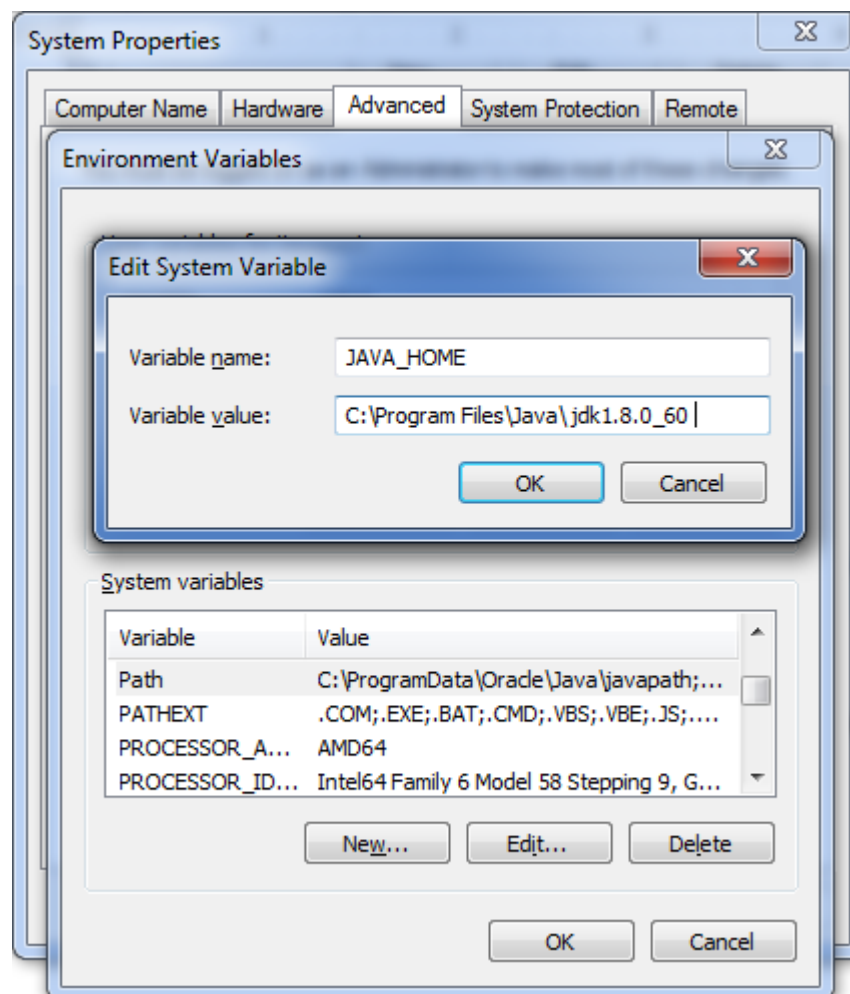 System Properties
Computer Name Hardware Advanced System Protection Remote
Environment Variables
Edit System Variable
Variable name: JAVA_HOME
Variable value: C:\Program Files\Java\ jdk1.8.0_60
OK Cancel
System variables
Variable Value
Path C:\ProgramData\Oracle\Java\javapath;...
PATHEXT .COM;.EXE;.BAT;.CMD;.VBS;.VBE;.JS;....
PROCESSOR_A... AMD64
PROCESSOR_ID... Intel64 Family 6 Model 58 Stepping 9, G...
New... Edit... Delete
OK Cancel